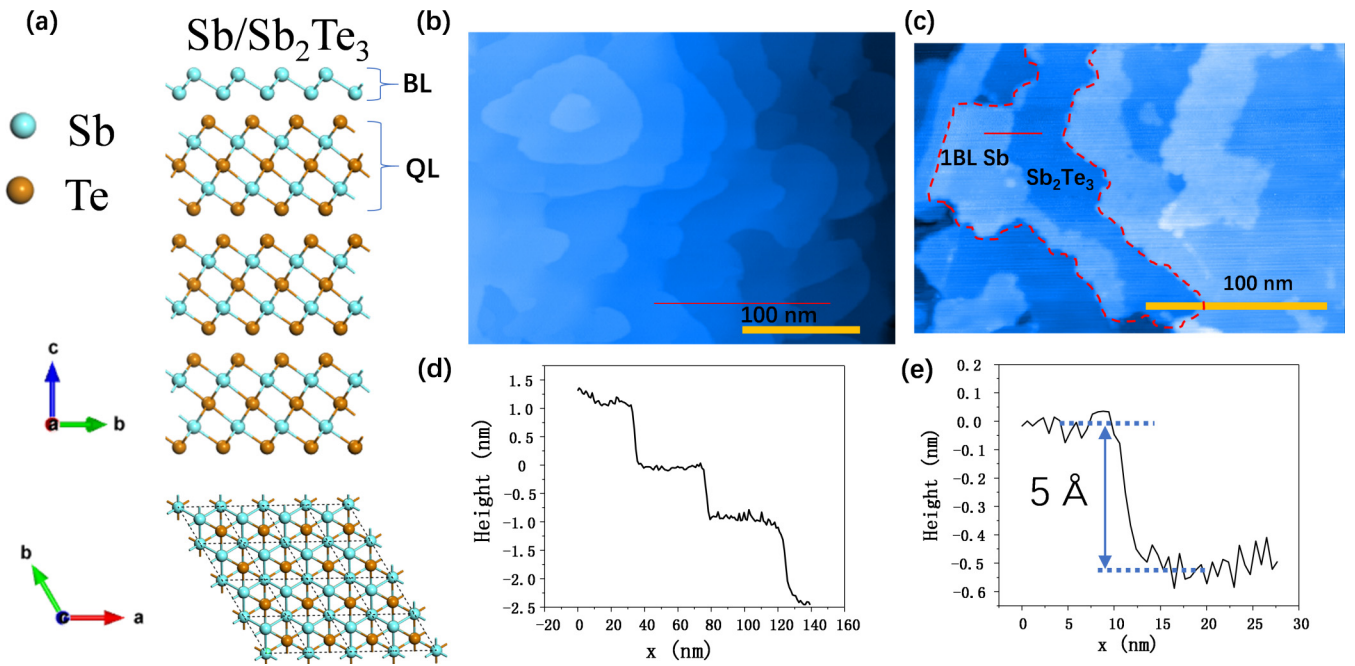 (a)
Sb/Sb₂Te₃
BL
QL
Sb
Te
c
a
b
b
c
a
(b)
100 nm
(c)
1BL Sb
Sb₂Te₃
100 nm
(d)
Height (nm)
1.5
1.0
0.5
0
-0.5
-1.0
-1.5
-2.0
-2.5
-20 0 20 40 60 80 100 120 140 160
x (nm)
(e)
Height (nm)
0.2
0.1
0.0
-0.1
-0.2
-0.3
-0.4
-0.5
-0.6
5 Å
0 5 10 15 20 25 30
x (nm)